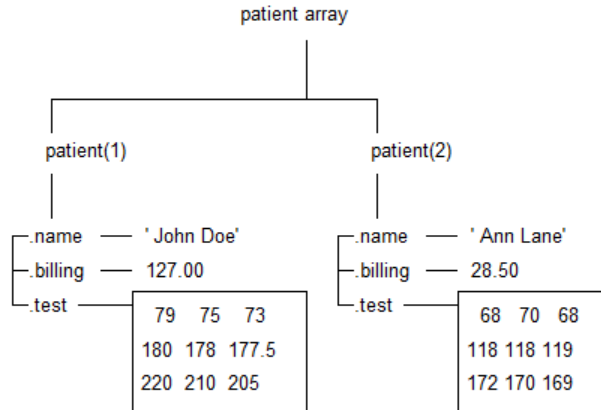 patient array
patient(1)
.name ' John Doe'
.billing 127.00
.test
79 75 73
180 178 177.5
220 210 205
patient(2)
.name ' Ann Lane'
.billing 28.50
.test
68 70 68
118 118 119
172 170 169